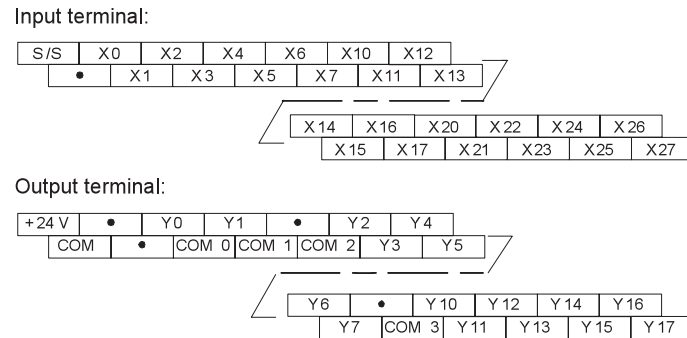 Input terminal:
S/S X0 X2 X4 X6 X10 X12
• X1 X3 X5 X7 X11 X13
X14 X16 X20 X22 X24 X26
X15 X17 X21 X23 X25 X27
Output terminal:
+24 V • Y0 Y1 • Y2 Y4
COM • COM 0 COM 1 COM 2 Y3 Y5
Y6 • Y10 Y12 Y14 Y16
Y7 COM 3 Y11 Y13 Y15 Y17